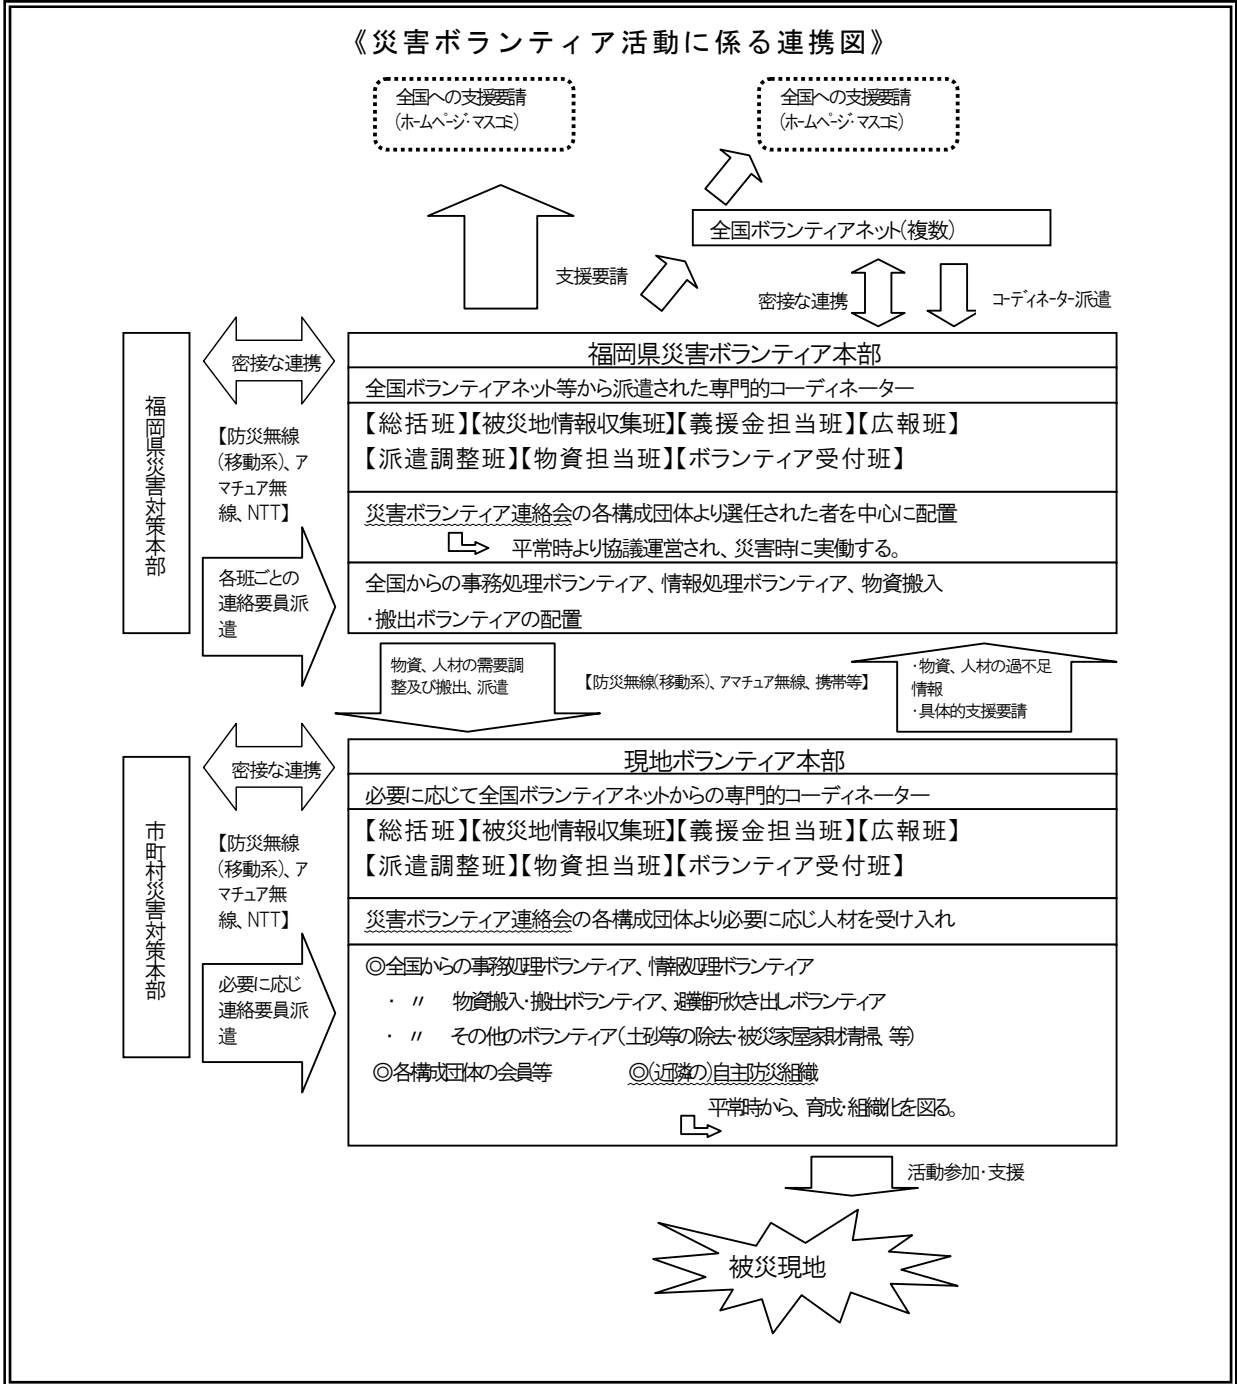 《災害ボランティア活動に係る連携図》
全国への支援要請
(ホームページ・マスコミ)
全国への支援要請
(ホームページ・マスコミ)
全国ボランティアネット(複数)
支援要請
密接な連携
コーディネーター派遣
福岡県災害対策本部
密接な連携
【防災無線
(移動系)、ア
マチュア無
線、NTT】
各班ごとの
連絡要員派
遣
福岡県災害ボランティア本部
全国ボランティアネット等から派遣された専門的コーディネーター
【総括班】【被災地情報収集班】【義援金担当班】【広報班】
【派遣調整班】【物資担当班】【ボランティア受付班】
災害ボランティア連絡会の各構成団体より選任された者を中心に配置
平常時より協議運営され、災害時に実働する。
全国からの事務処理ボランティア、情報処理ボランティア、物資搬入
・搬出ボランティアの配置
物資、人材の需要調
整及び搬出、派遣
【防災無線(移動系)、アマチュア無線、携帯等】
・物資、人材の過不足
情報
・具体的支援要請
市町村災害対策本部
密接な連携
【防災無線
(移動系)、ア
マチュア無
線、NTT】
必要に応じ
連絡要員派
遣
現地ボランティア本部
必要に応じて全国ボランティアネットからの専門的コーディネーター
【総括班】【被災地情報収集班】【義援金担当班】【広報班】
【派遣調整班】【物資担当班】【ボランティア受付班】
災害ボランティア連絡会の各構成団体より必要に応じ人材を受け入れ
◎全国からの事務処理ボランティア、情報処理ボランティア
・ 〃 物資搬入・搬出ボランティア、避難所炊き出しボランティア
・ 〃 その他のボランティア(土砂等の除去・被災家屋家財清掃、等)
◎各構成団体の会員等 ◎(近隣の)自主防災組織
平常時から、育成・組織化を図る。
活動参加・支援
被災現地